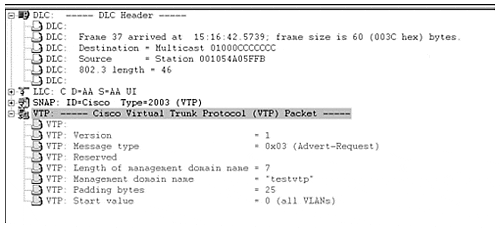 DLC: ----- DLC Header -----
DLC:
DLC: Frame 37 arrived at 15:16:42.5739; frame size is 60 (003C hex) bytes.
DLC: Destination = Multicast 01000CCCCCCC
DLC: Source = Station 001054A05FFB
DLC: 802.3 length = 46
DLC:
LLC: C D=AA S=AA UI
SNAP: ID=Cisco Type=2003 (VTP)
VTP: ----- Cisco Virtual Trunk Protocol (VTP) Packet -----
VTP:
VTP: Version = 1
VTP: Message type = 0x03 (Advert-Request)
VTP: Reserved
VTP: Length of management domain name = 7
VTP: Management domain name = "testvtp"
VTP: Padding bytes = 25
VTP: Start value = 0 (all VLANs)